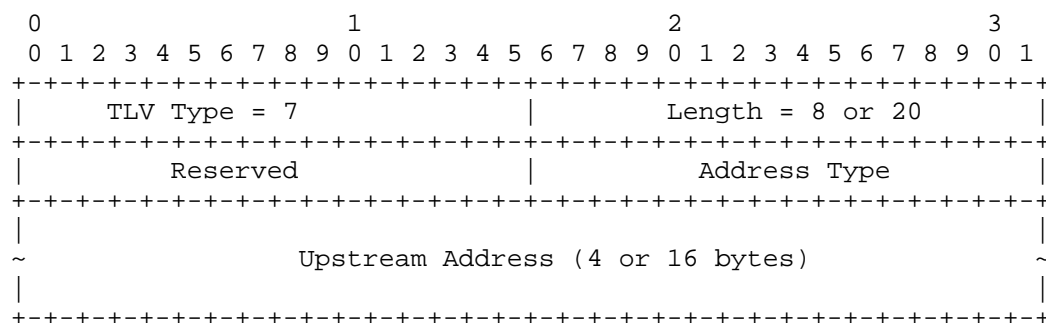 0                   1                   2                   3
 0 1 2 3 4 5 6 7 8 9 0 1 2 3 4 5 6 7 8 9 0 1 2 3 4 5 6 7 8 9 0 1
+-+-+-+-+-+-+-+-+-+-+-+-+-+-+-+-+-+-+-+-+-+-+-+-+-+-+-+-+-+-+-+-+
|     TLV Type = 7              |        Length = 8 or 20       |
+-+-+-+-+-+-+-+-+-+-+-+-+-+-+-+-+-+-+-+-+-+-+-+-+-+-+-+-+-+-+-+-+
|         Reserved              |          Address Type         |
+-+-+-+-+-+-+-+-+-+-+-+-+-+-+-+-+-+-+-+-+-+-+-+-+-+-+-+-+-+-+-+-+
|                                                               |
~                 Upstream Address (4 or 16 bytes)              ~
|                                                               |
+-+-+-+-+-+-+-+-+-+-+-+-+-+-+-+-+-+-+-+-+-+-+-+-+-+-+-+-+-+-+-+-+